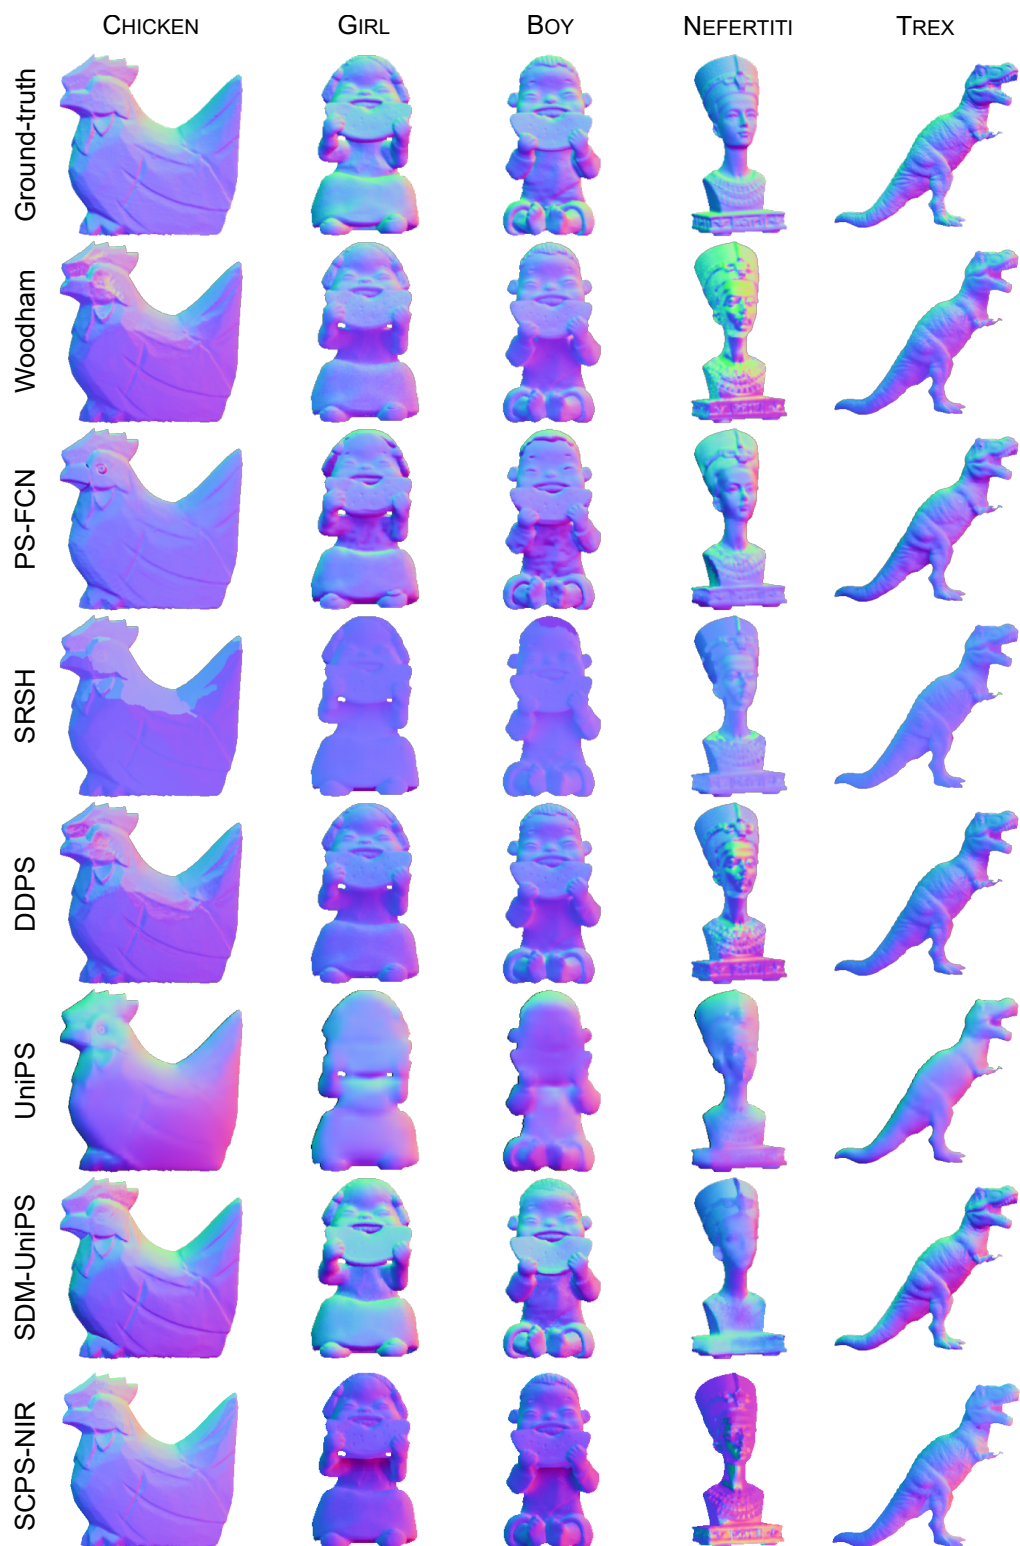 CHICKEN GIRL BOY NEFERTITI TREX
Ground-truth
Woodham
PS-FCN
SRSH
DDPS
UniPS
SDM-UniPS
SCPS-NIR